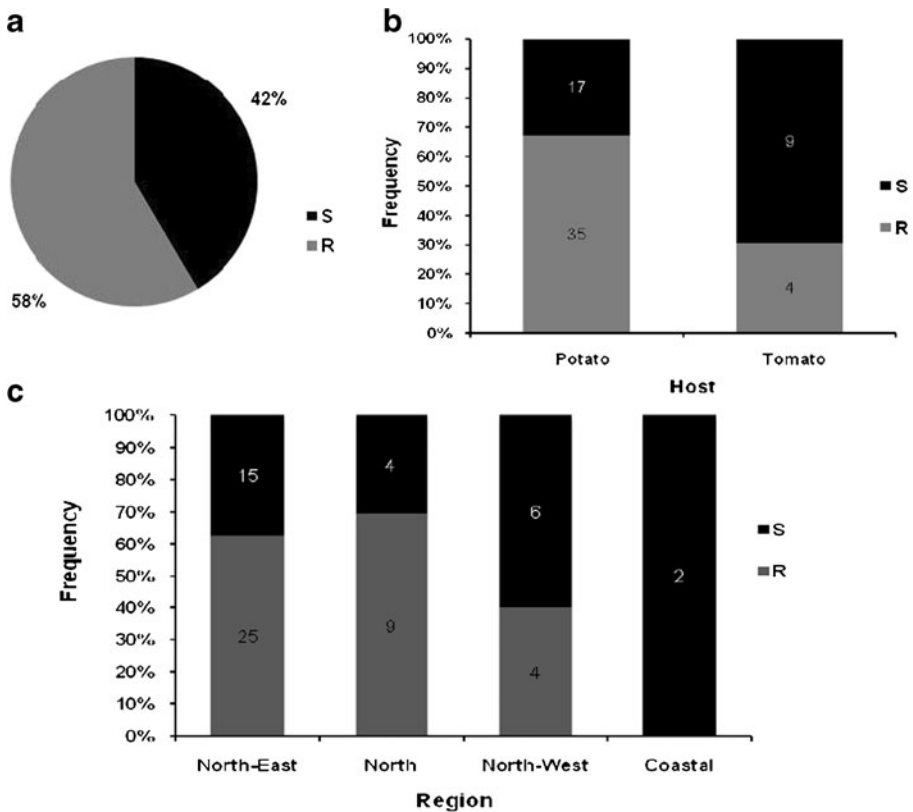 a
42%
58%
S
R
b
100%
90%
80%
70%
60%
50%
40%
30%
20%
10%
0%
Frequency
17
35
9
4
S
R
Potato
Tomato
Host
c
100%
90%
80%
70%
60%
50%
40%
30%
20%
10%
0%
Frequency
15
25
4
9
6
4
2
S
R
North-East
North
North-West
Coastal
Region